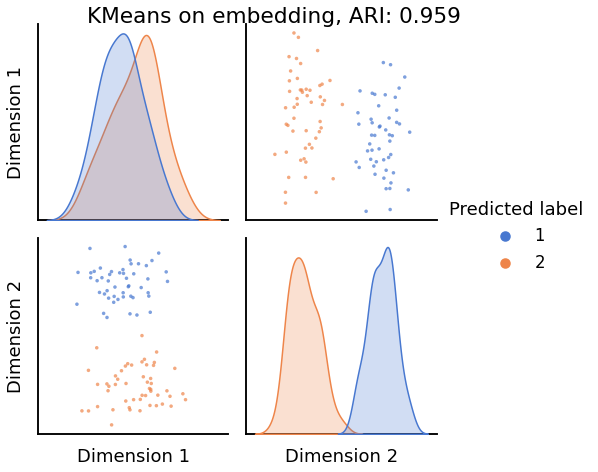 KMeans on embedding, ARI: 0.959
Dimension 1
Predicted label
1
2
Dimension 2
Dimension 1
Dimension 2